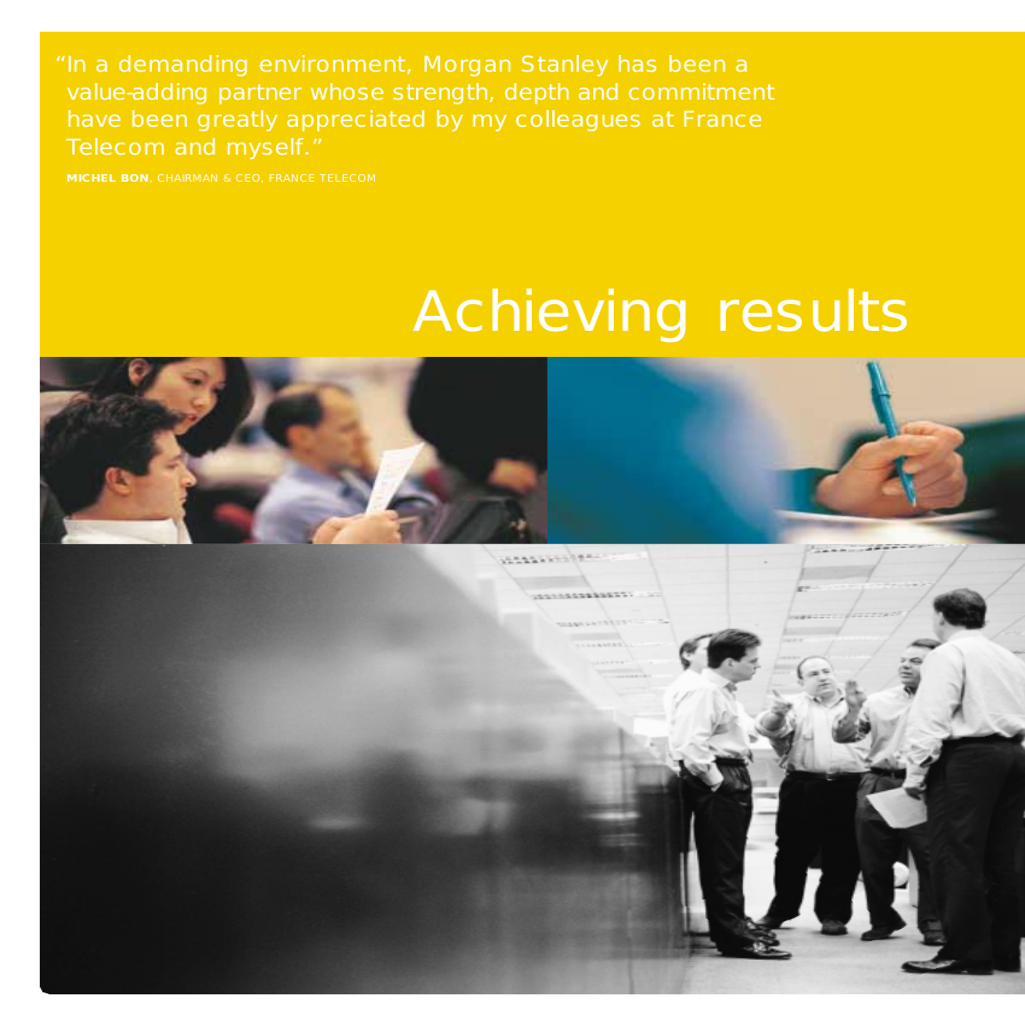 “In a demanding environment, Morgan Stanley has been a
value-adding partner whose strength, depth and commitment
have been greatly appreciated by my colleagues at France
Telecom and myself.”
MICHEL BON, CHAIRMAN & CEO, FRANCE TELECOM
Achieving results